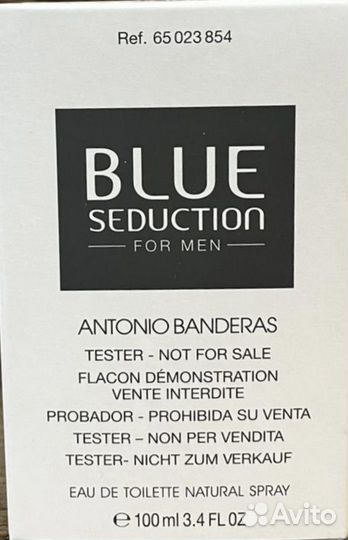 Ref. 65 023 854
BLUE
SEDUCTION
FOR MEN
ANTONIO BANDERAS
TESTER - NOT FOR SALE
FLACON DÉMONSTRATION
VENTE INTERDITE
PROBADOR - PROHIBIDA SU VENTA
TESTER – NON PER VENDITA
TESTER- NICHT ZUM VERKAUF
EAU DE TOILETTE NATURAL SPRAY
℮ 100 ml 3.4 FL OZ
Avito